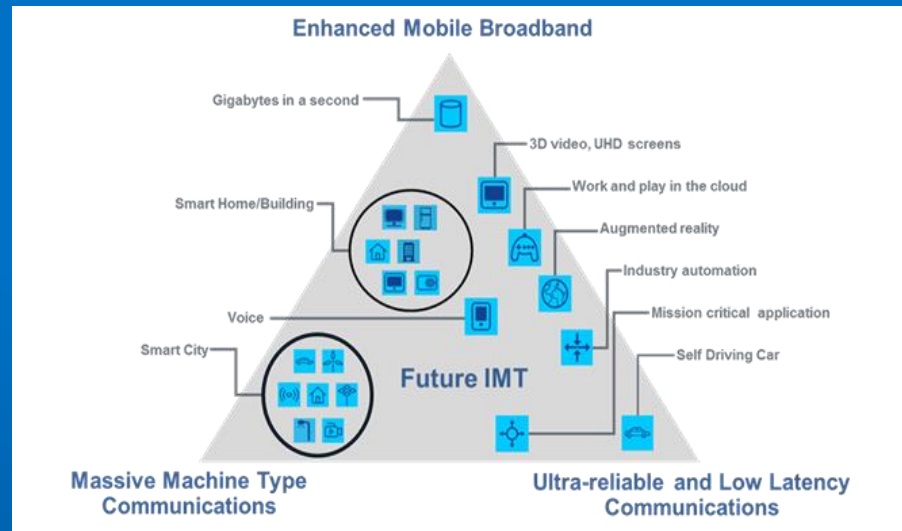 Enhanced Mobile Broadband
Gigabytes in a second
3D video, UHD screens
Work and play in the cloud
Smart Home/Building
Augmented reality
Industry automation
Mission critical application
Voice
Smart City
Self Driving Car
Future IMT
Massive Machine Type
Communications
Ultra-reliable and Low Latency
Communications